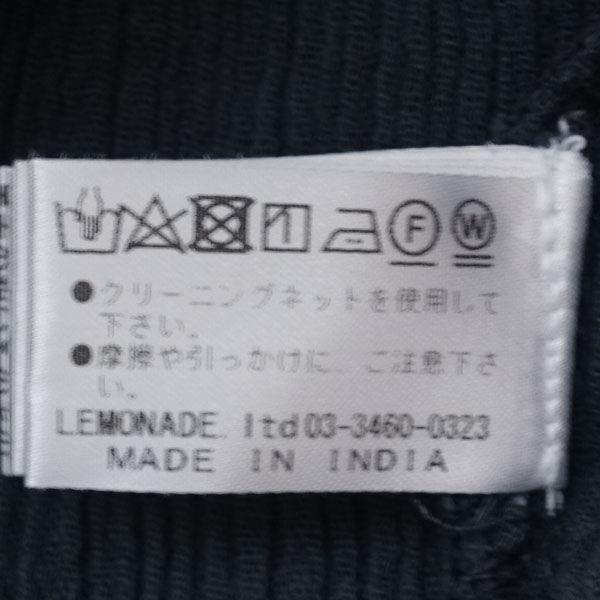 F W
●クリーニングネットを使用して
下さい。
●摩擦や引っかけに、ご注意下さ
い。
LEMONADE. ltd 03-3460-0323
MADE IN INDIA